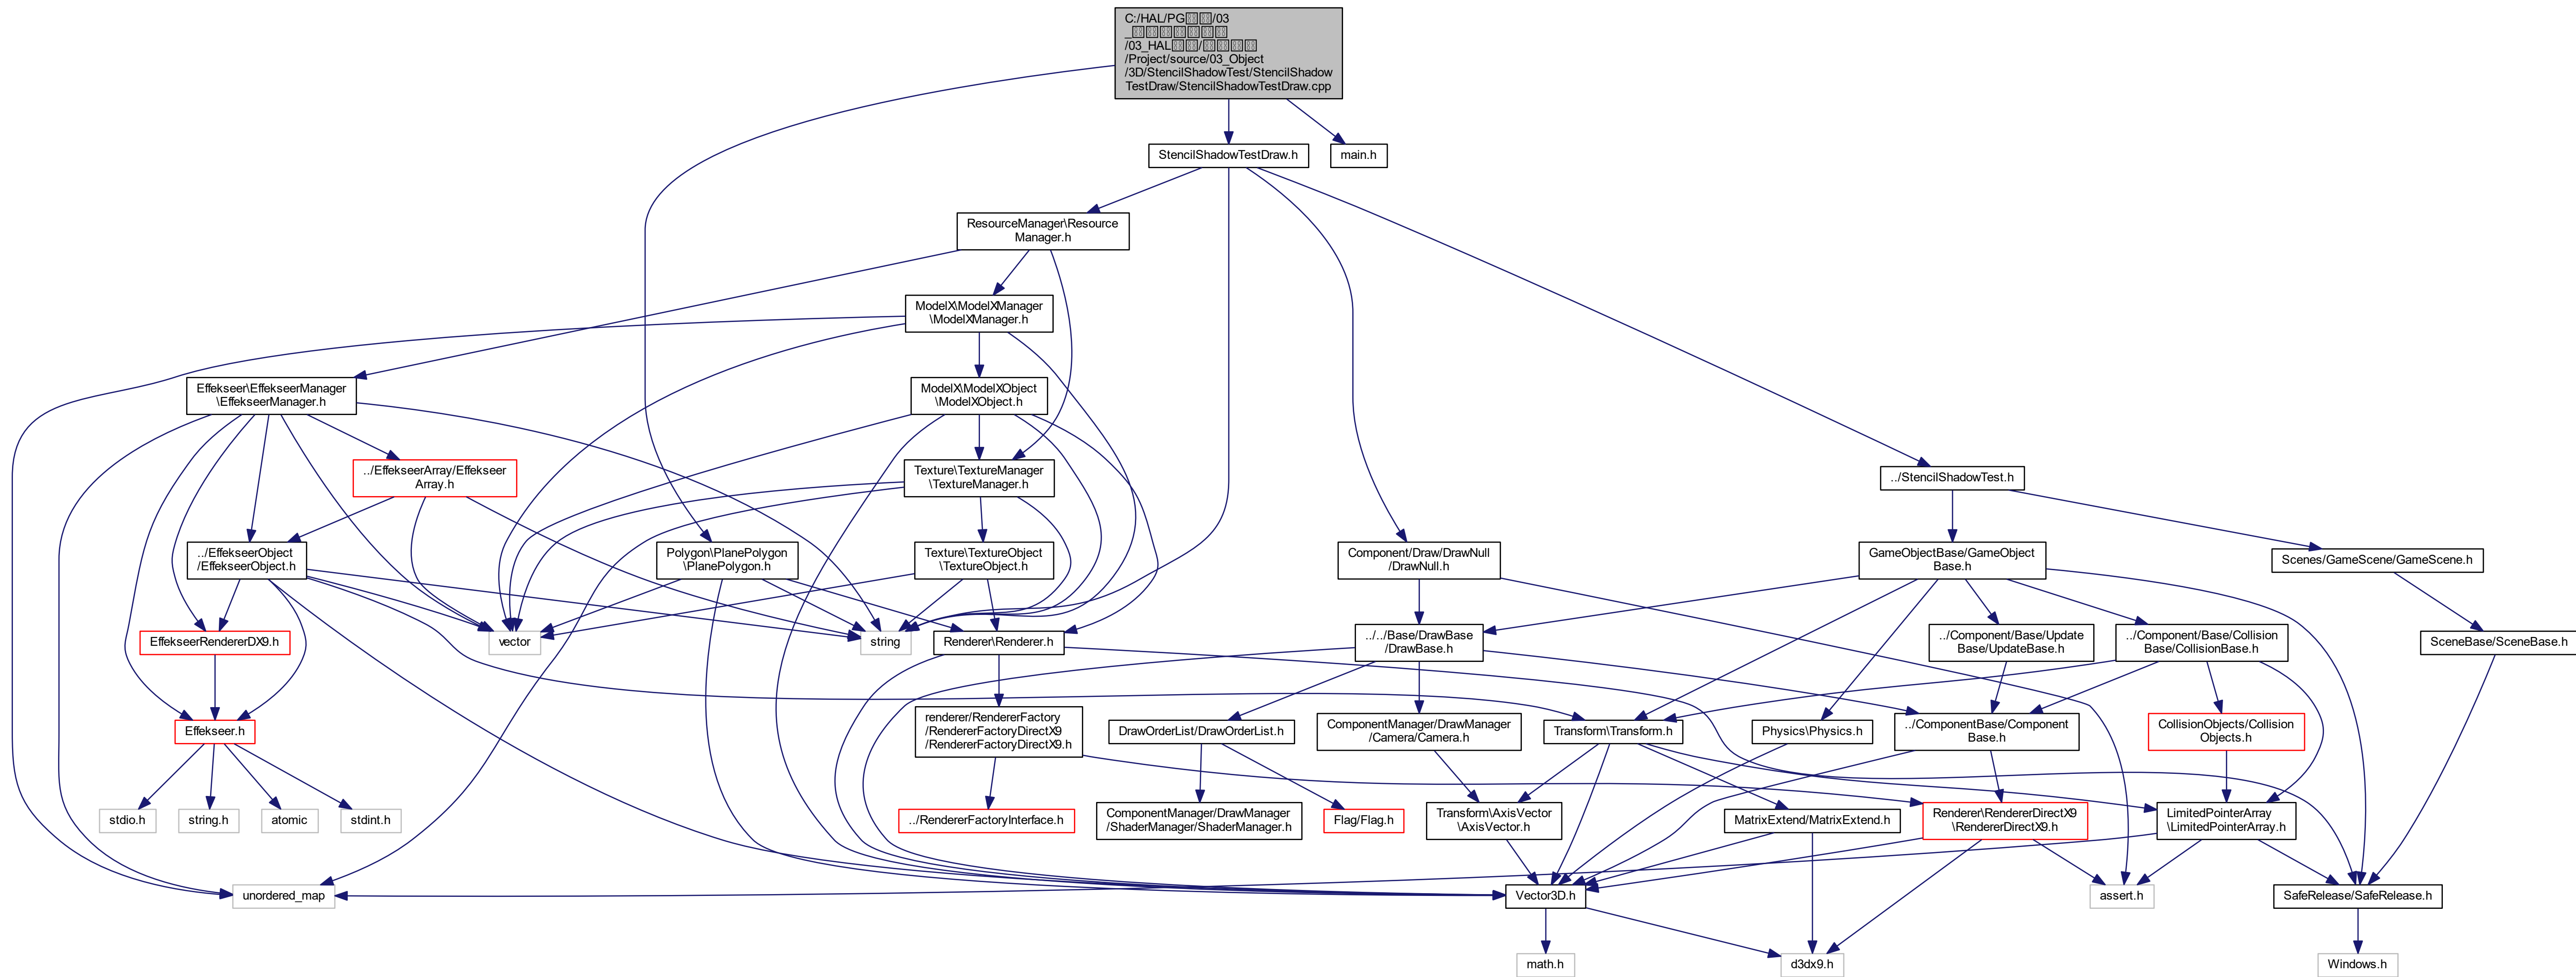 C:/HAL/PG
/03
/03_HAL
/Project/source/03_Object
/3D/StencilShadowTest/StencilShadow
TestDraw/StencilShadowTestDraw.cpp
StencilShadowTestDraw.h
main.h
ResourceManager\Resource
Manager.h
ModelX\ModelXManager
\ModelXManager.h
Effekseer\EffekseerManager
\EffekseerManager.h
ModelX\ModelXObject
\ModelXObject.h
../EffekseerArray/Effekseer
Array.h
Texture\TextureManager
\TextureManager.h
../StencilShadowTest.h
../EffekseerObject
/EffekseerObject.h
Polygon\PlanePolygon
\PlanePolygon.h
Texture\TextureObject
\TextureObject.h
Component/Draw/DrawNull
/DrawNull.h
GameObjectBase/GameObject
Base.h
Scenes/GameScene/GameScene.h
EffekseerRendererDX9.h
vector
string
Renderer\Renderer.h
../../Base/DrawBase
/DrawBase.h
../Component/Base/Update
Base/UpdateBase.h
../Component/Base/Collision
Base/CollisionBase.h
SceneBase/SceneBase.h
Effekseer.h
renderer/RendererFactory
/RendererFactoryDirectX9
/RendererFactoryDirectX9.h
DrawOrderList/DrawOrderList.h
ComponentManager/DrawManager
/Camera/Camera.h
Transform\Transform.h
Physics\Physics.h
../ComponentBase/Component
Base.h
CollisionObjects/Collision
Objects.h
stdio.h
string.h
atomic
stdint.h
../RendererFactoryInterface.h
ComponentManager/DrawManager
/ShaderManager/ShaderManager.h
Flag/Flag.h
Transform\AxisVector
\AxisVector.h
MatrixExtend/MatrixExtend.h
Renderer\RendererDirectX9
\RendererDirectX9.h
LimitedPointerArray
\LimitedPointerArray.h
unordered_map
Vector3D.h
assert.h
SafeRelease/SafeRelease.h
math.h
d3dx9.h
Windows.h